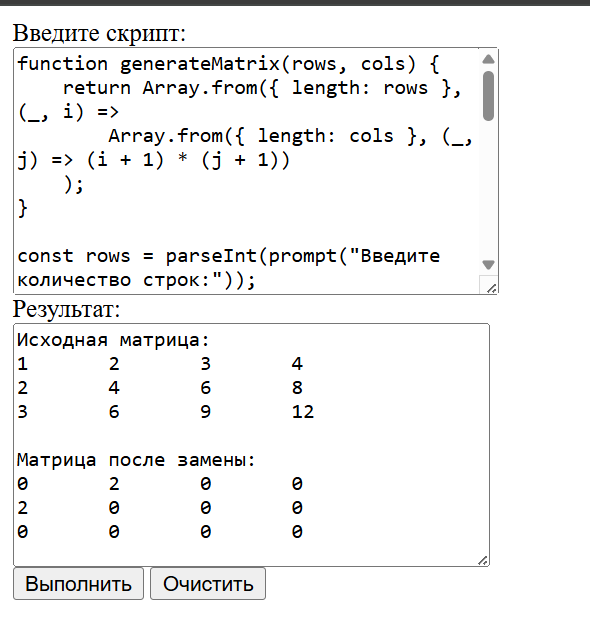 Введите скрипт:
function generateMatrix(rows, cols) {
    return Array.from({ length: rows },
(_, i) =>
        Array.from({ length: cols }, (_,
j) => (i + 1) * (j + 1))
    );
}

const rows = parseInt(prompt("Введите
количество строк:"));
Результат:
Исходная матрица:
1	2	3	4
2	4	6	8
3	6	9	12

Матрица после замены:
0	2	0	0
2	0	0	0
0	0	0	0
Выполнить Очистить